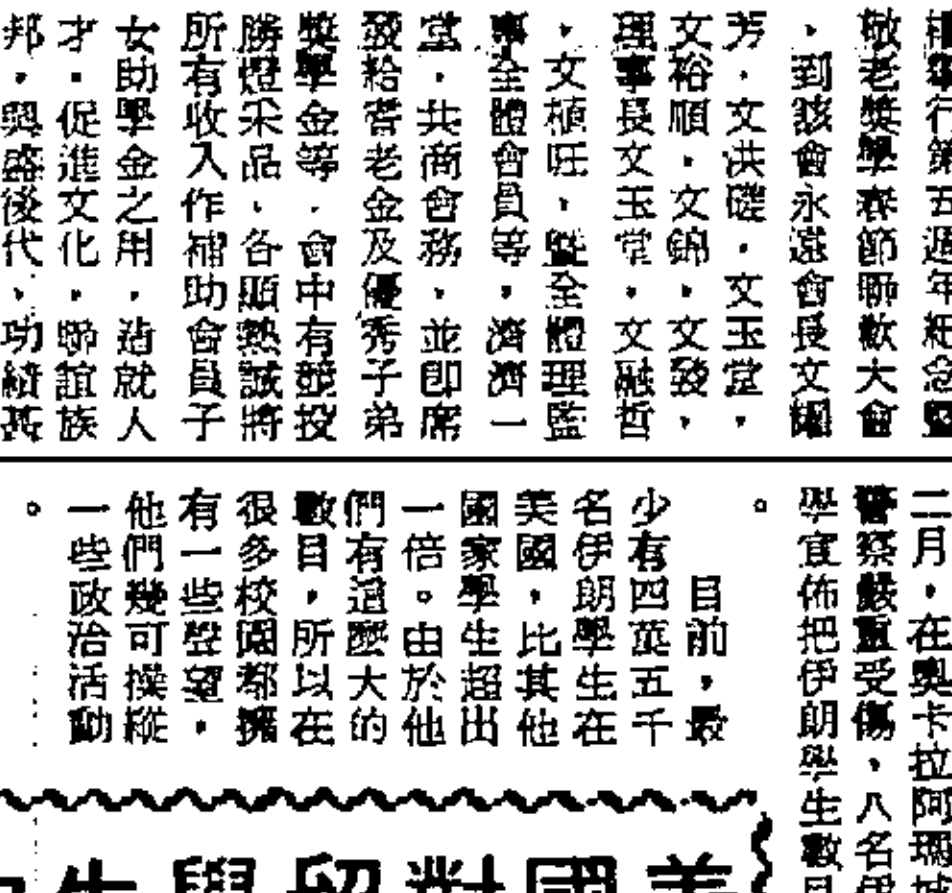 舉行第五週年紀念暨
敬老獎學春節聯歡大會
，到該會永遠會長文
芳，文洪磋，文玉堂，
文裕順，文錦，文發，
理事長文玉堂，文融哲
，文植旺，暨全體理監
事全體會員等，濟濟一
堂，共商會務，並即席
發給耆老金及優秀子弟
獎學金等，會中有競投
勝燈采品，各顯熱誠將
所有收入作補助會員子
女助學金之用，造就人
才，促進文化，聯誼族
邦，興盛後代，功績甚
二月，在奧卡拉阿瑪
警察嚴重受傷，八名伊
學宣佈把伊朗學生數目
。
目前，最
少有四萬五千
名伊朗學生在
美國，比其他
國家學生超出
一倍。由於他
們有這麼大的
數目，所以在
很多校園都擁
有一些聲望，
他們幾可操縱
一些政治活動
。
美國對留學生